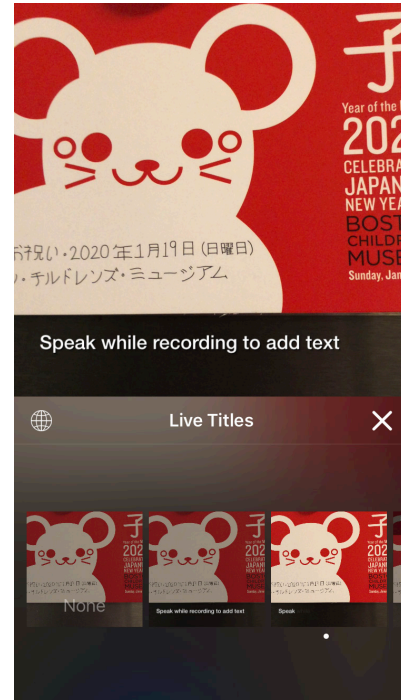 子
Year of the
202
CELEBRA
JAPAN
NEW YEA
BOST
CHILDR
MUSE
Sunday, Jan
お祝い・2020年1月19日(日曜日)
・チルドレンズ・ミュージアム
Speak while recording to add text
Live Titles
None
Speak while recording to add text
Speak